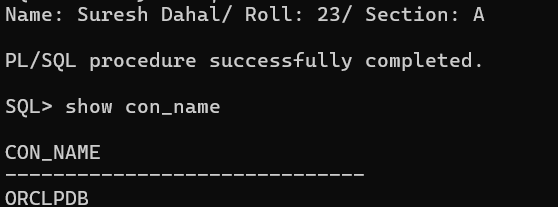 Name: Suresh Dahal/ Roll: 23/ Section: A
PL/SQL procedure successfully completed.
SQL> show con_name
CON_NAME
------------------------------
ORCLPDB